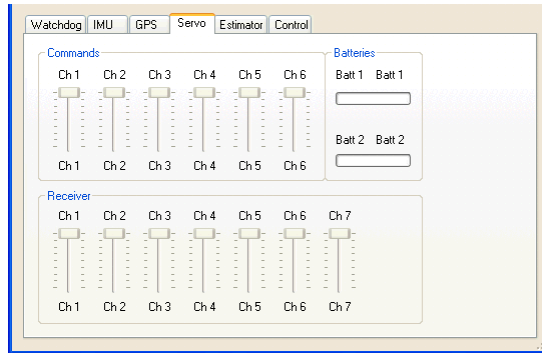 Watchdog IMU GPS Servo Estimator Control
Commands
Ch 1 Ch 2 Ch 3 Ch 4 Ch 5 Ch 6
Ch 1 Ch 2 Ch 3 Ch 4 Ch 5 Ch 6
Batteries
Batt 1 Batt 1
Batt 2 Batt 2
Receiver
Ch 1 Ch 2 Ch 3 Ch 4 Ch 5 Ch 6 Ch 7
Ch 1 Ch 2 Ch 3 Ch 4 Ch 5 Ch 6 Ch 7